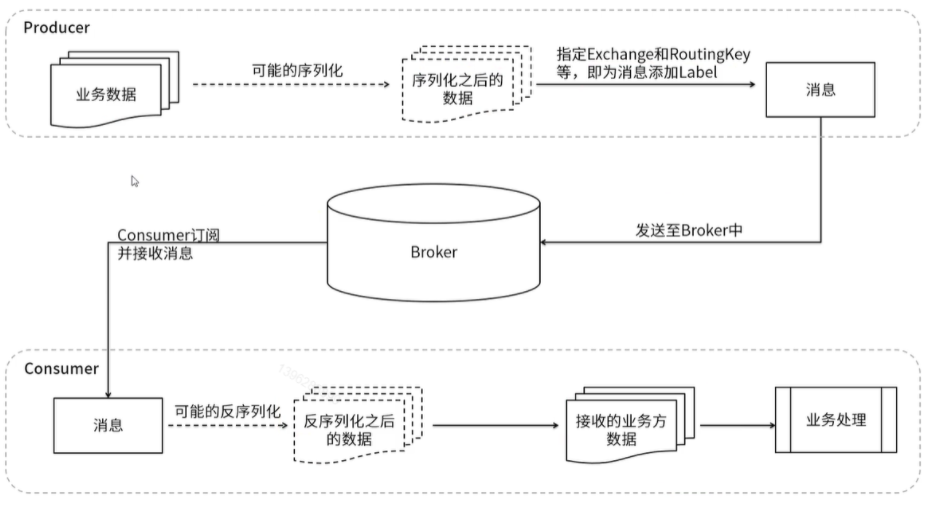 Producer
业务数据
可能的序列化
序列化之后的
数据
指定Exchange和RoutingKey
等，即为消息添加Label
消息
Consumer订阅
并接收消息
Broker
发送至Broker中
Consumer
消息
可能的反序列化
反序列化之后
的数据
接收的业务方
数据
业务处理